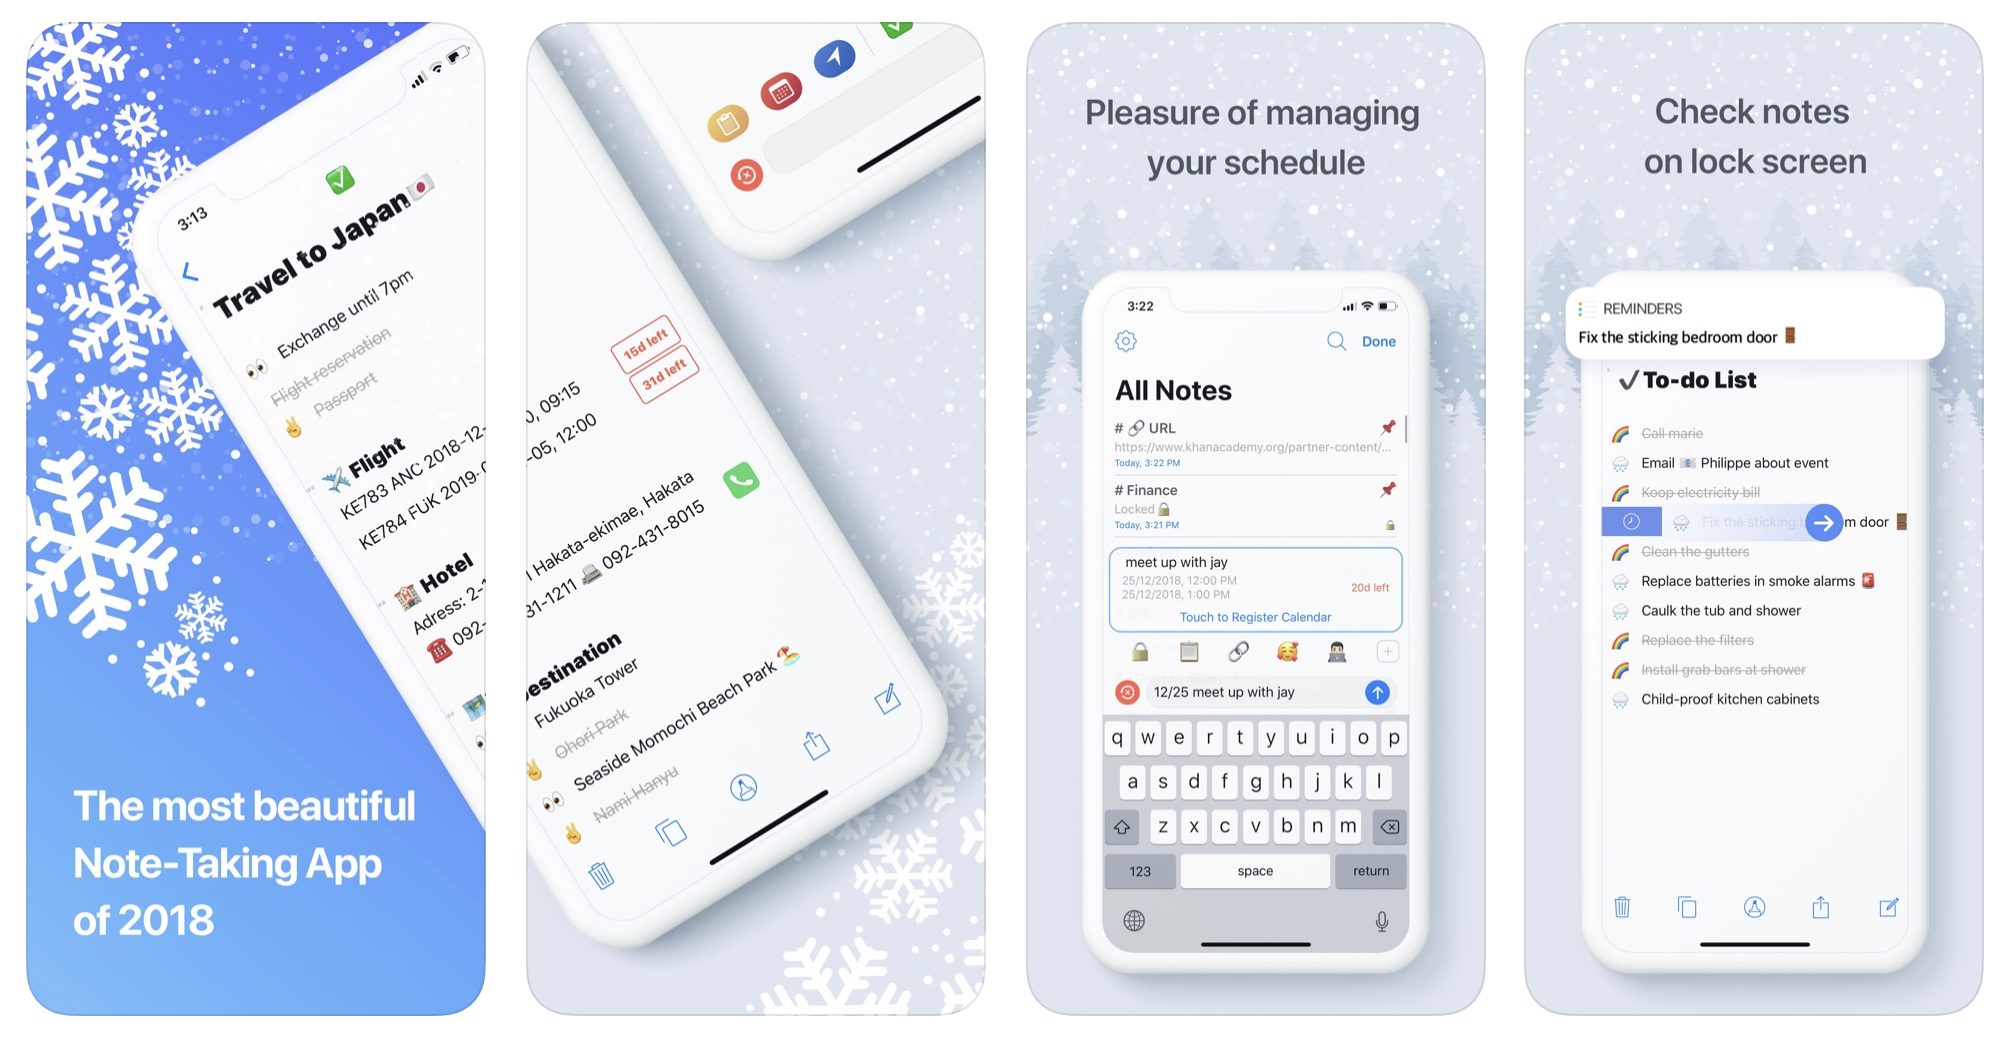 3:13
Travel to Japan
Exchange until 7pm
Flight reservation
Passport
Flight
KE783 ANC 2018-12-
KE784 FUK 2019-
Hotel
Adress: 2-1
092-
The most beautiful
Note-Taking App
of 2018
15d left
31d left
0, 09:15
-05, 12:00
1 Hakata-ekimae, Hakata
31-1211 092-431-8015
estination
Fukuoka Tower
Ohori Park
Seaside Momochi Beach Park
Nami Hanyu
Pleasure of managing
your schedule
3:22
Done
All Notes
# URL
https://www.khanacademy.org/partner-content/...
Today, 3:22 PM
# Finance
Locked
Today, 3:21 PM
meet up with jay
25/12/2018, 12:00 PM
25/12/2018, 1:00 PM
20d left
Touch to Register Calendar
12/25 meet up with jay
q w e r t y u i o p
a s d f g h j k l
z x c v b n m
123 space return
Check notes
on lock screen
REMINDERS
Fix the sticking bedroom door
To-do List
Call marie
Email Philippe about event
Koop electricity bill
Fix the sticking b m door
Clean the gutters
Replace batteries in smoke alarms
Caulk the tub and shower
Replace the filters
Install grab bars at shower
Child-proof kitchen cabinets